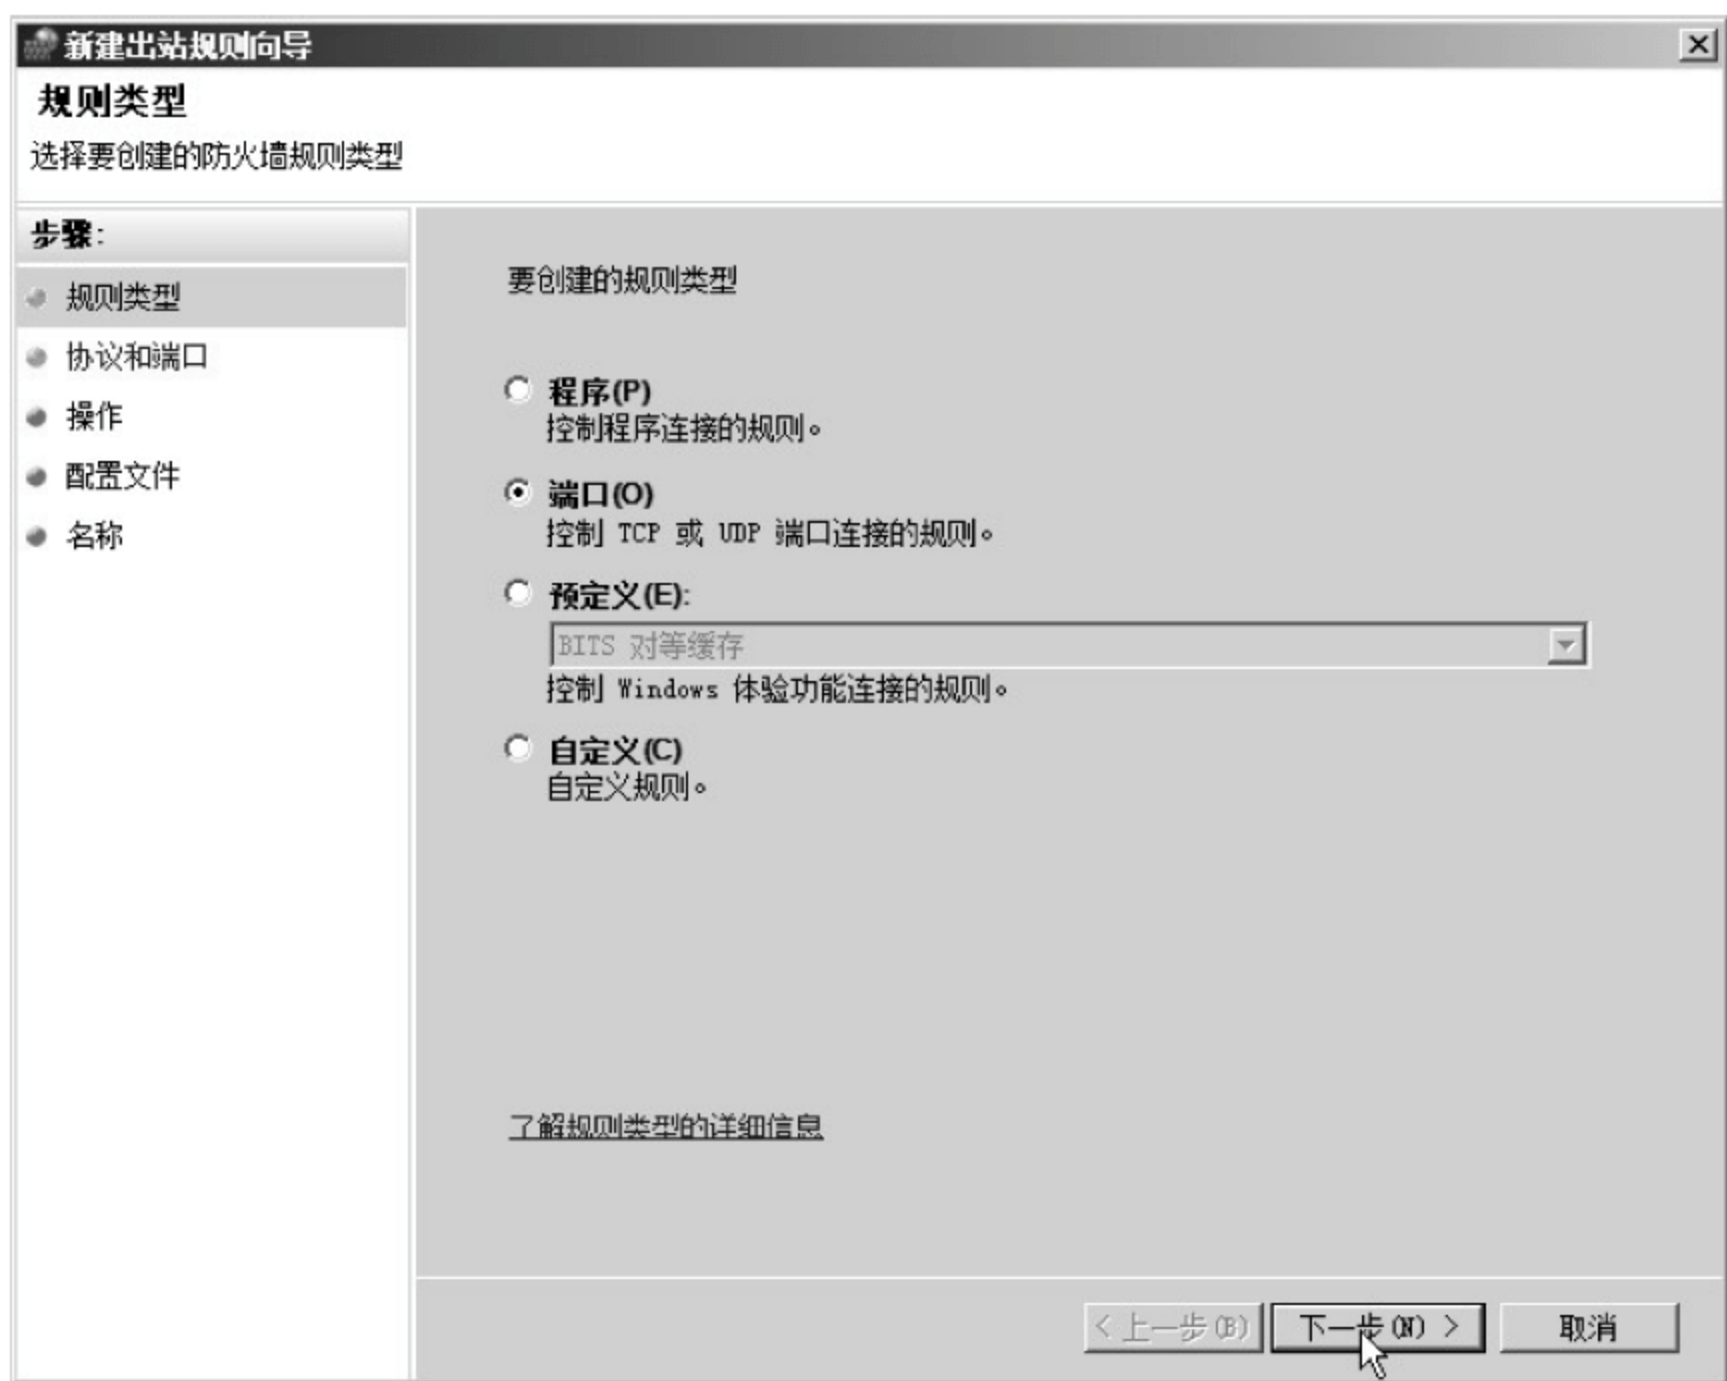 新建出站规则向导
规则类型
选择要创建的防火墙规则类型
步骤:
规则类型
协议和端口
操作
配置文件
名称
要创建的规则类型
程序(P)
控制程序连接的规则。
端口(O)
控制 TCP 或 UDP 端口连接的规则。
预定义(E):
BITS 对等缓存
控制 Windows 体验功能连接的规则。
自定义(C)
自定义规则。
了解规则类型的详细信息
< 上一步(B)
下一步(N) >
取消